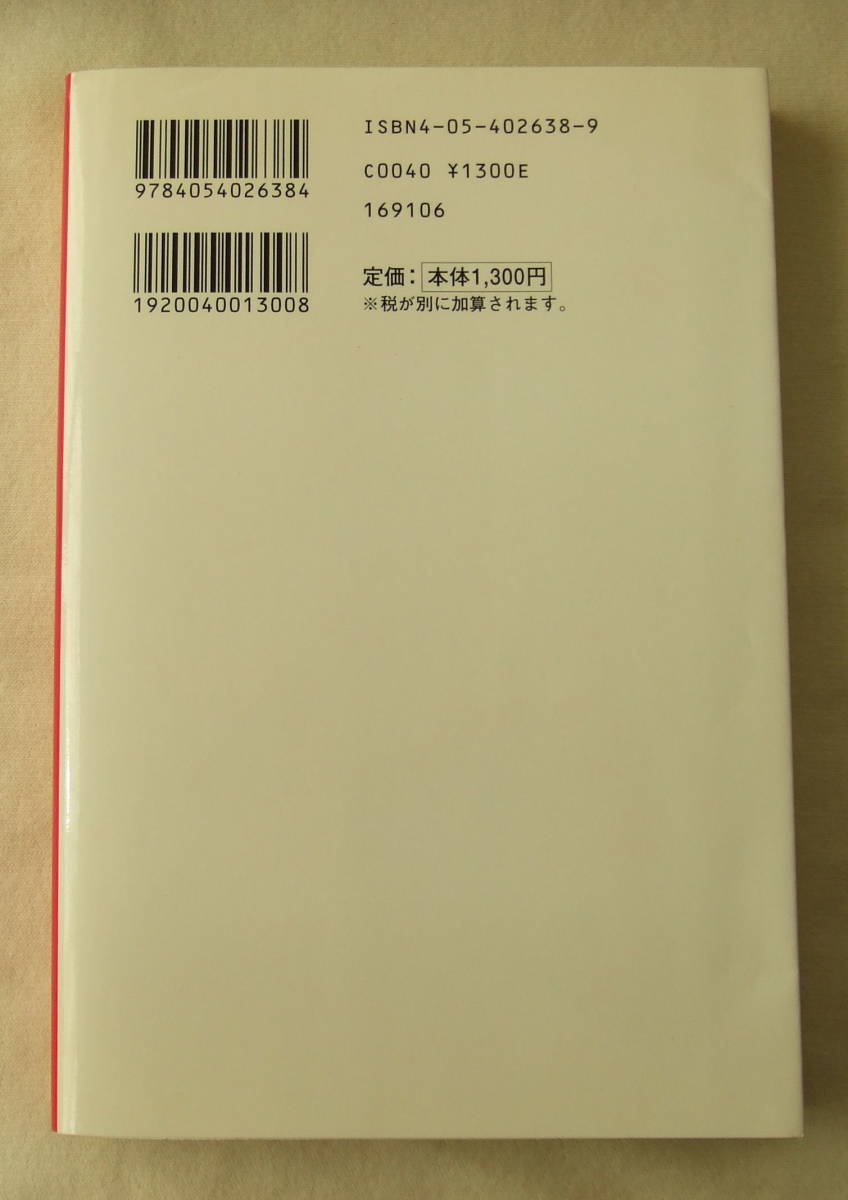 9784054026384
1920040013008
ISBN4-05-402638-9
C0040 ¥1300E
169106
定価：本体1,300円
※税が別に加算されます。